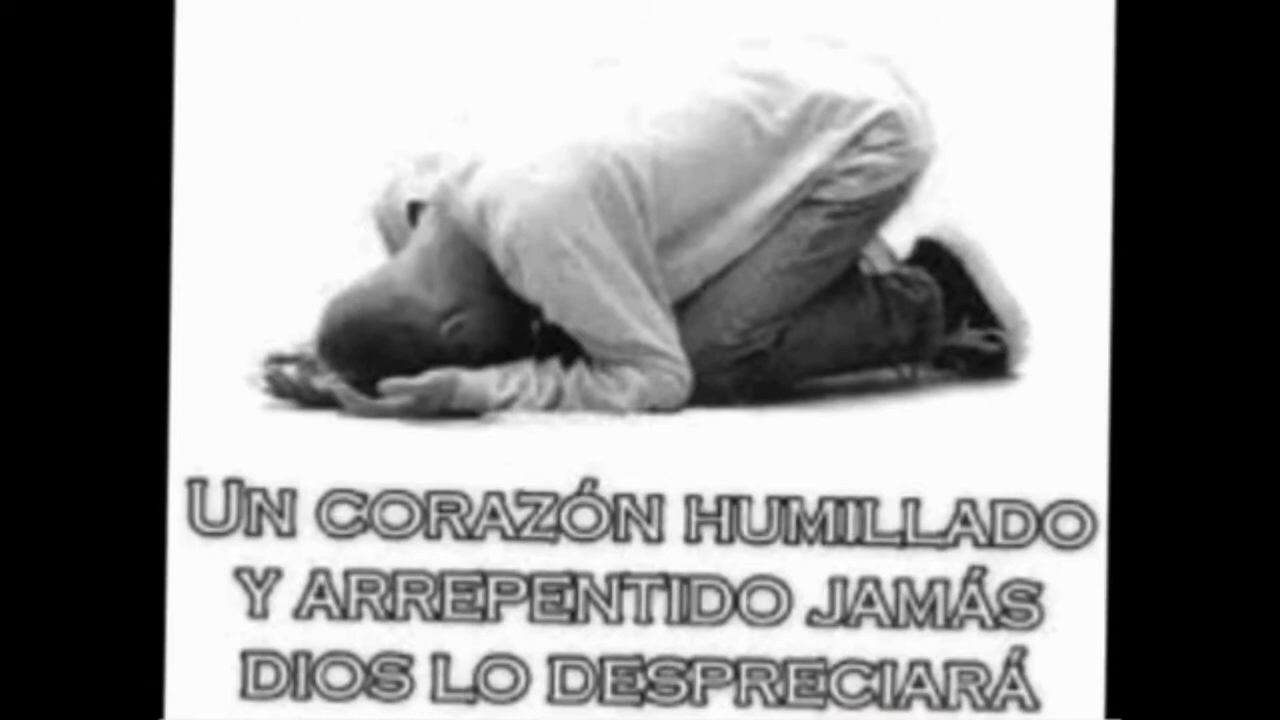 UN CORAZÓN HUMILLADO
Y ARREPENTIDO JAMÁS
DIOS LO DESPRECIARÁ